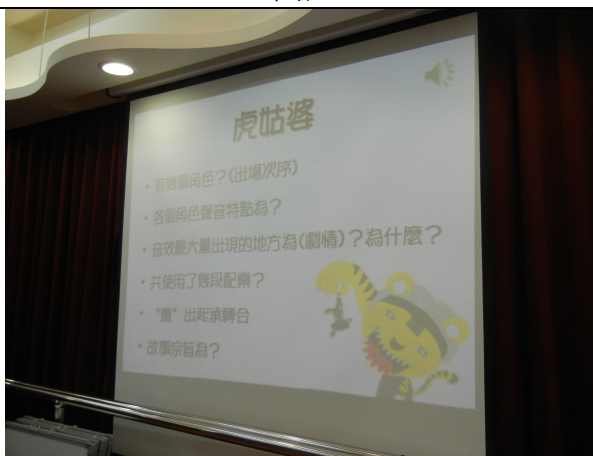 虎姑婆
• 有幾個角色？(出場次序)
• 各個角色聲音特點為？
• 音效最大量出現的地方為(劇情)？為什麼？
• 共使用了幾段配樂？
• "畫" 出起承轉合
• 故事宗旨為？